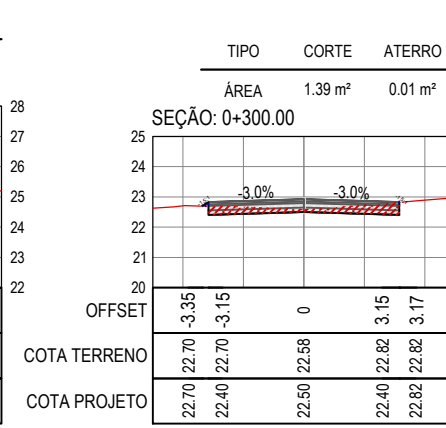 TIPO CORTE ATERRO
ÁREA 1.39 m² 0.01 m²
SEÇÃO: 0+300.00
28
27
26
25
24
23
22
25
24
23
22
21
20
-3.0% -3.0%
OFFSET -3.35 -3.15 0 3.15 3.17
COTA TERRENO 22.70 22.70 22.58 22.82 22.82
COTA PROJETO 22.70 22.40 22.50 22.40 22.82